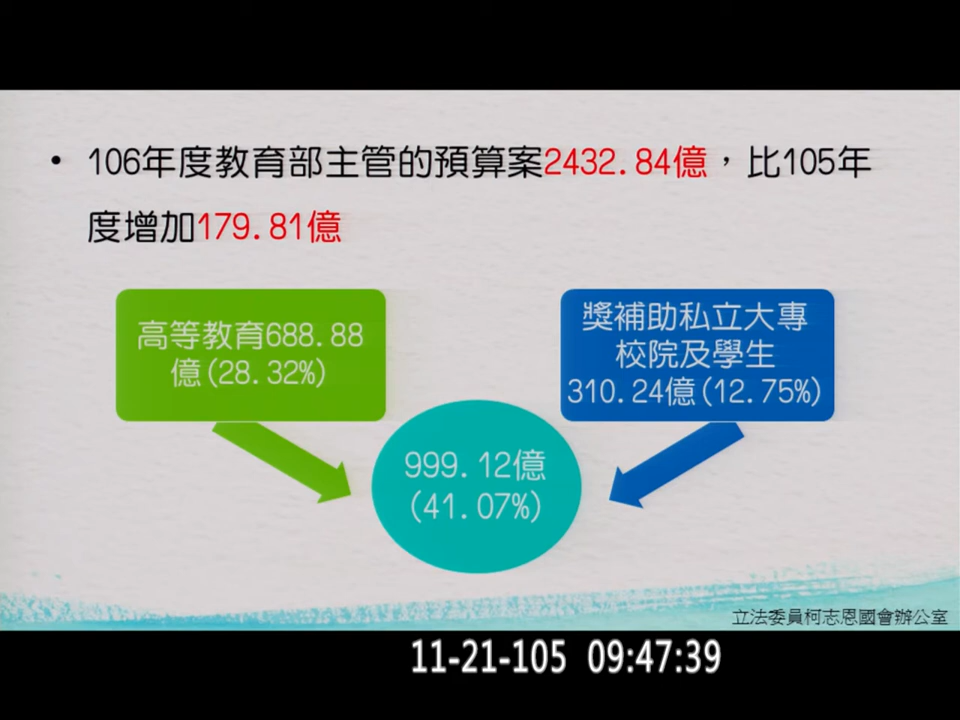 • 106年度教育部主管的預算案2432.84億，比105年
度增加179.81億
高等教育688.88
億(28.32%)
獎補助私立大專
校院及學生
310.24億(12.75%)
999.12億
(41.07%)
立法委員柯志恩國會辦公室
11-21-105 09:47:39